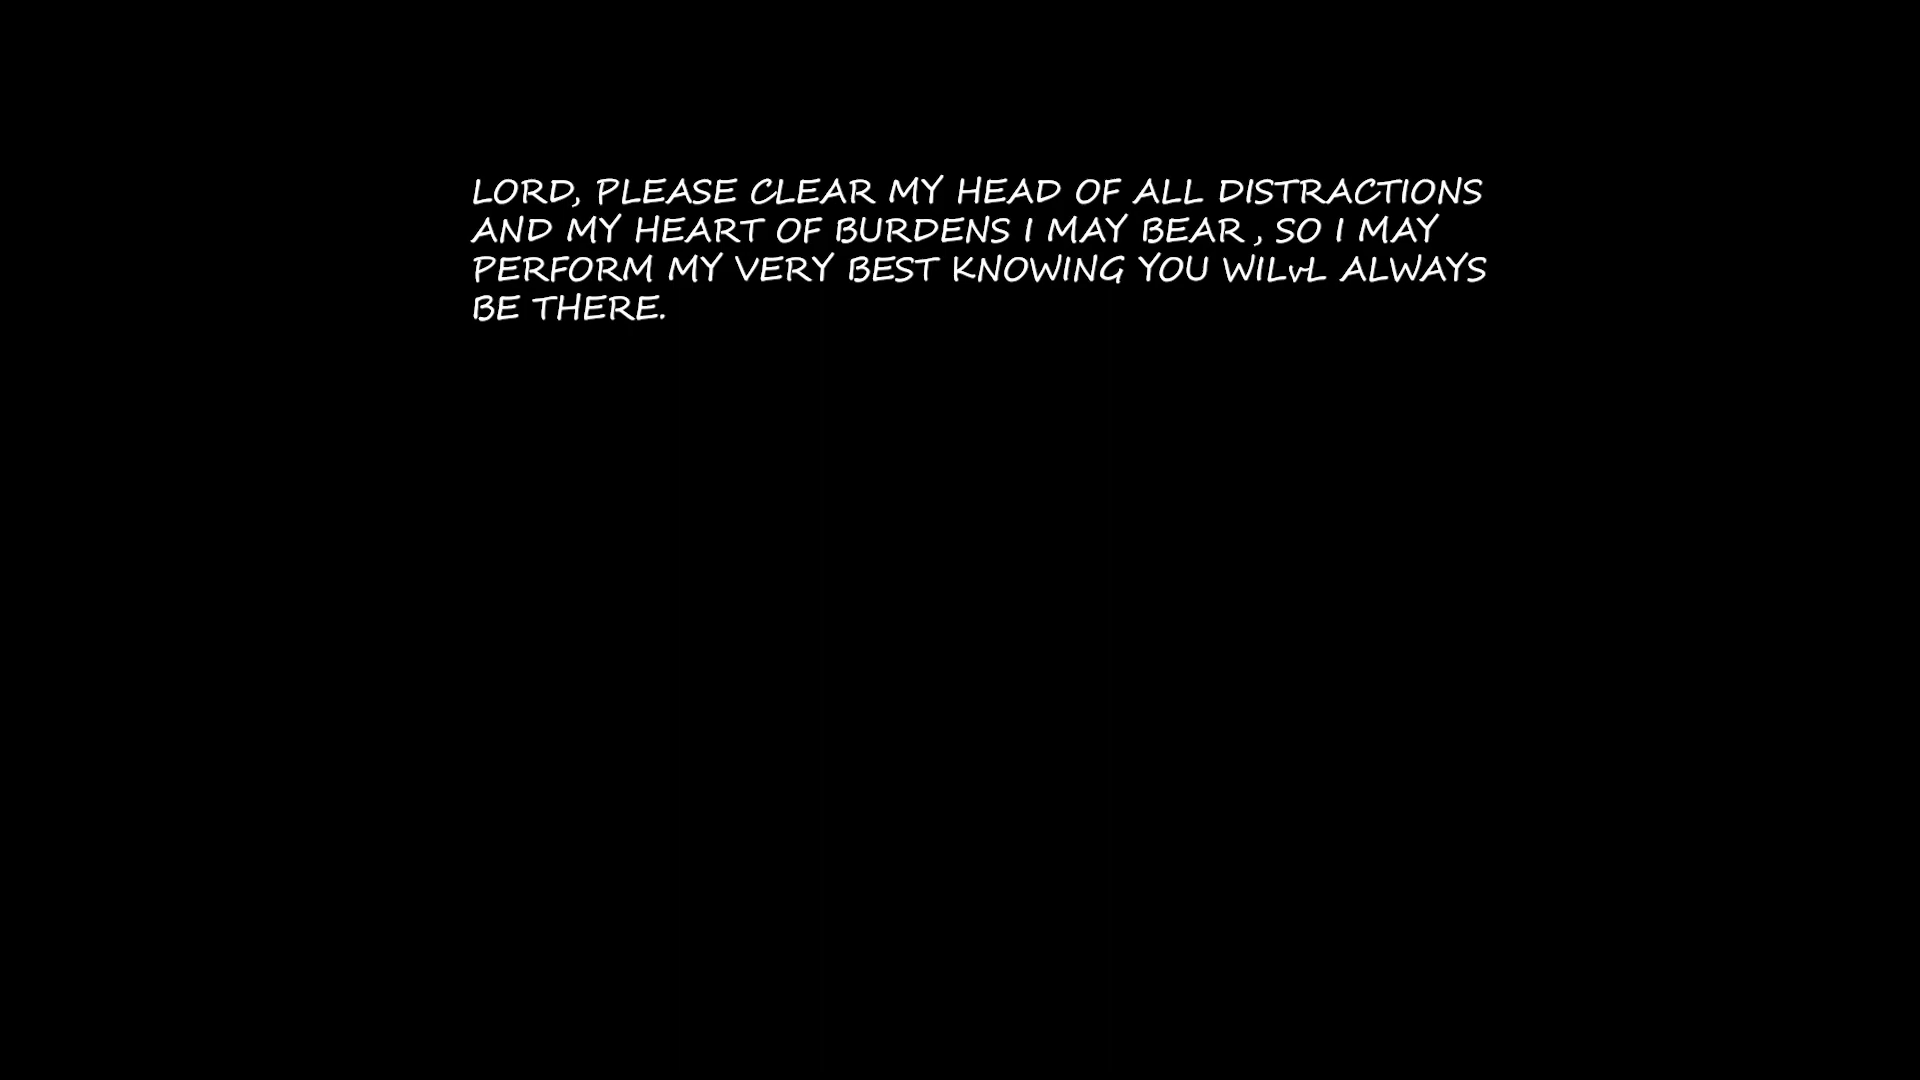 LORD, PLEASE CLEAR MY HEAD OF ALL DISTRACTIONS
AND MY HEART OF BURDENS I MAY BEAR , SO I MAY
PERFORM MY VERY BEST KNOWING YOU WILvL ALWAYS
BE THERE.